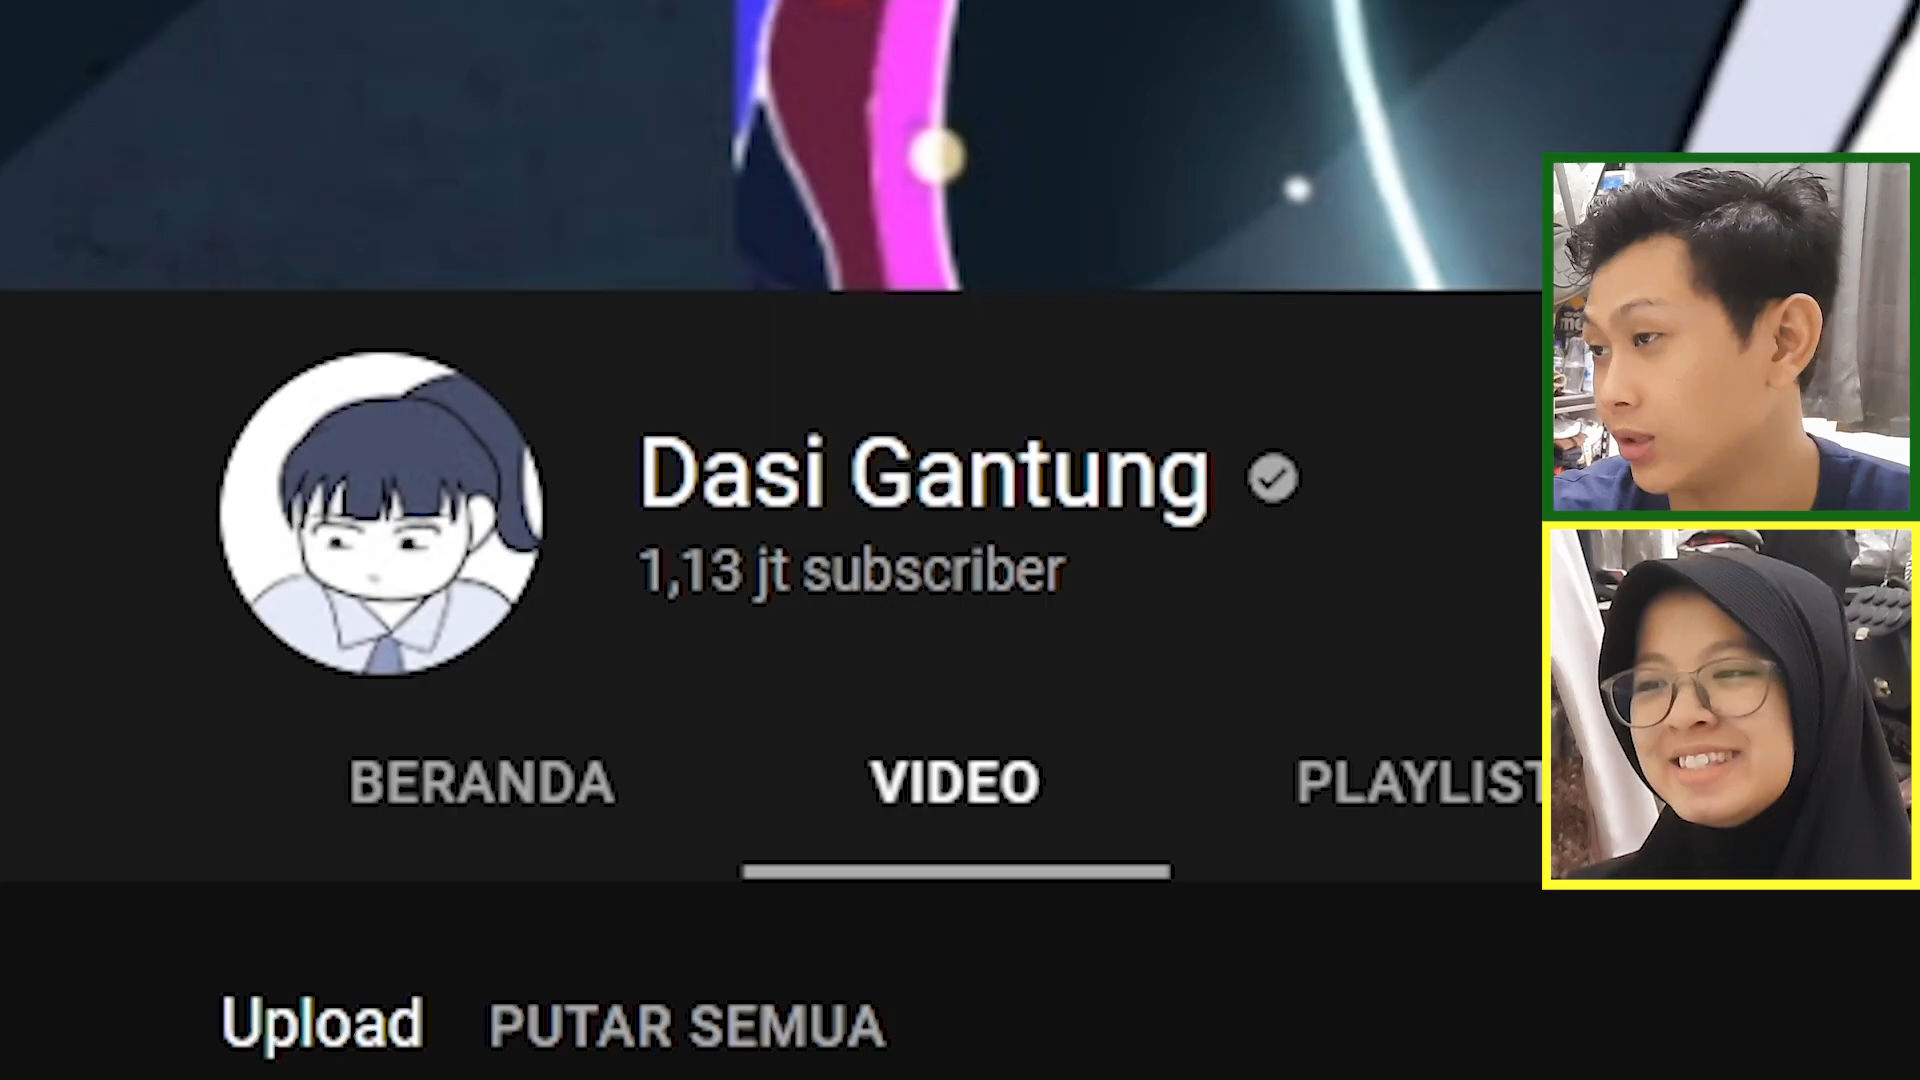 Dasi Gantung
1,13 jt subscriber
BERANDA VIDEO PLAYLIST
Upload PUTAR SEMUA